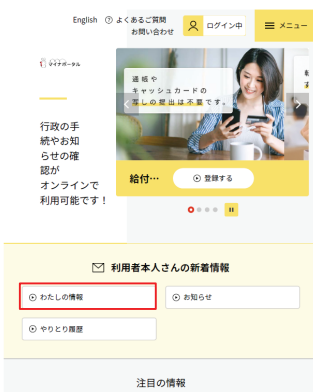 English ? よくあるご質問
お問い合わせ
ログイン中
メニュー
マイナポータル
通帳や
キャッシュカードの
写しの提出は不要です。
行政の手
続やお知
らせの確
認が
オンラインで
利用可能です！
給付…
登録する
利用者本人さんの新着情報
わたしの情報
お知らせ
やりとり履歴
注目の情報